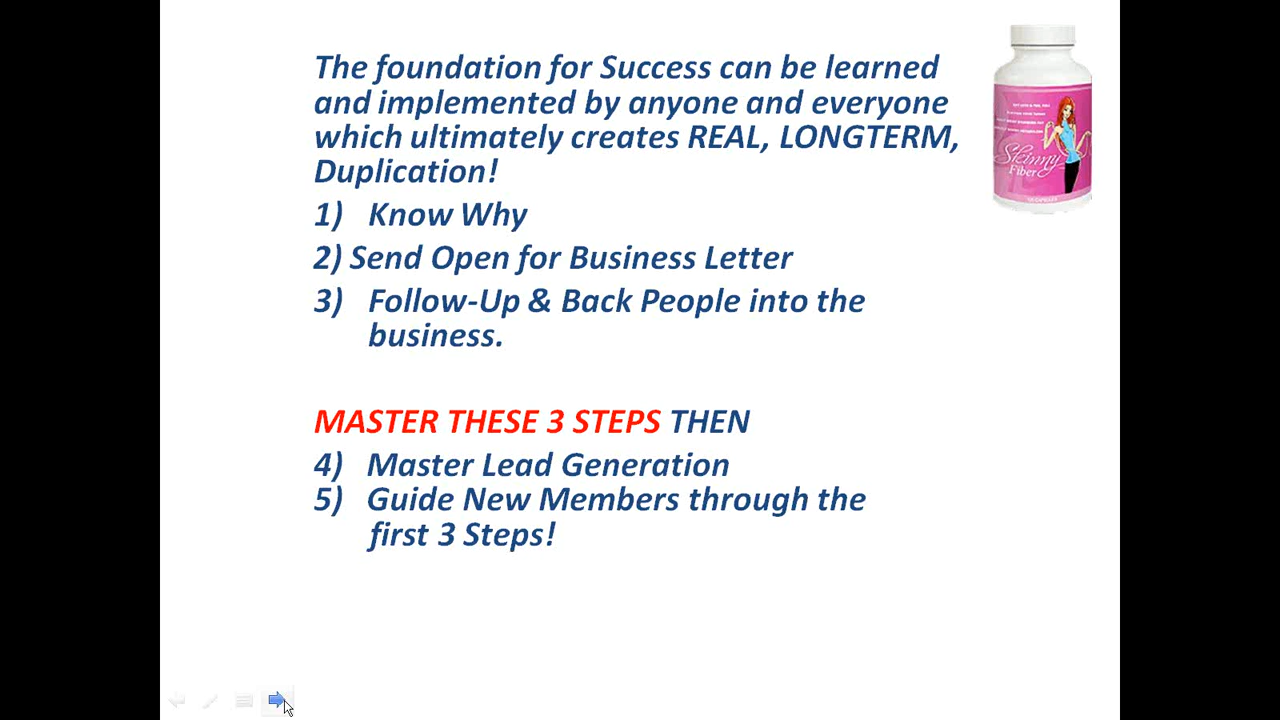 The foundation for Success can be learned
and implemented by anyone and everyone
which ultimately creates REAL, LONGTERM,
Duplication!
1) Know Why
2) Send Open for Business Letter
3) Follow-Up & Back People into the
business.
MASTER THESE 3 STEPS THEN
4) Master Lead Generation
5) Guide New Members through the
first 3 Steps!
Skinny
Fiber